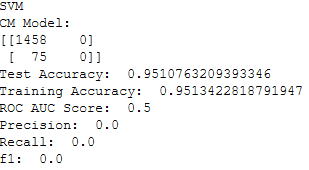 SVM
CM Model:
[[1458    0]
 [  75    0]]
Test Accuracy:  0.9510763209393346
Training Accuracy:  0.9513422818791947
ROC AUC Score:  0.5
Precision:  0.0
Recall:  0.0
f1:  0.0